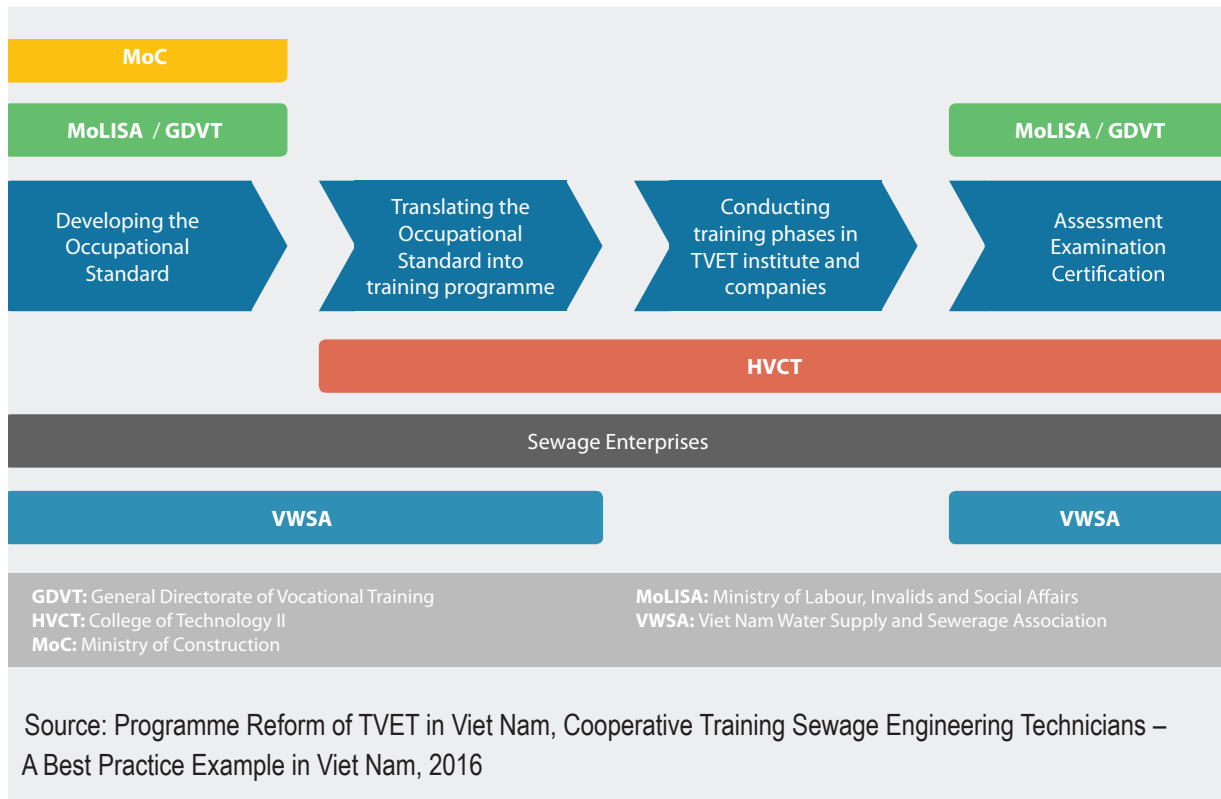 MoC
MoLISA / GDVT
MoLISA / GDVT
Developing the
Occupational
Standard
Translating the
Occupational
Standard into
training programme
Conducting
training phases in
TVET institute and
companies
Assessment
Examination
Certification
HVCT
Sewage Enterprises
VWSA
VWSA
GDVT: General Directorate of Vocational Training
HVCT: College of Technology II
MoC: Ministry of Construction
MoLISA: Ministry of Labour, Invalids and Social Affairs
VWSA: Viet Nam Water Supply and Sewerage Association
Source: Programme Reform of TVET in Viet Nam, Cooperative Training Sewage Engineering Technicians –
A Best Practice Example in Viet Nam, 2016